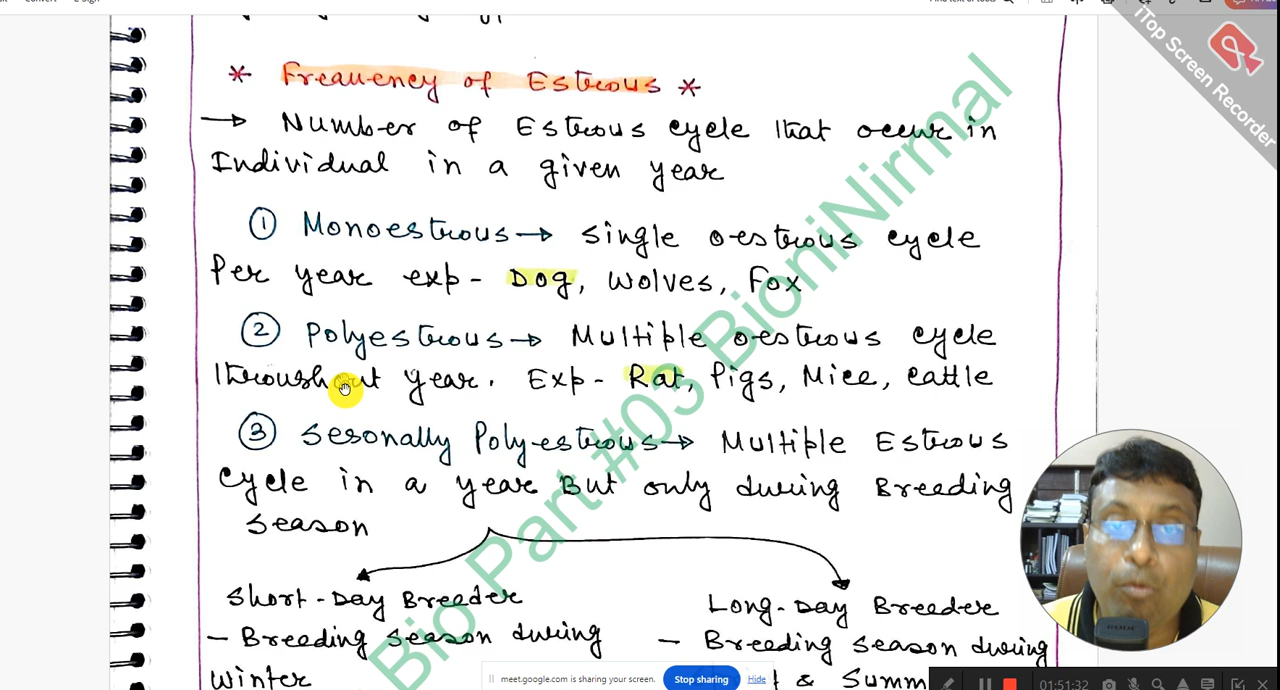 * Frequency of Estrous *
→ Number of Estrous cycle that occur in
Individual in a given year
① Monoestrous → Single oestrous cycle
Per year exp - Dog, Wolves, Fox
② Polyestrous → Multiple oestrous cycle
throughout year. Exp - Rat, Pigs, Mice, cattle
③ Sesonally Polyestrous → Multiple Estrous
Cycle in a year But only during Breeding
Season
Short-Day Breeder
- Breeding season during
Winter
Long-Day Breeder
- Breeding season during
& Summ
Bio Part #03 BioniNirmal
iTop Screen Recorder
RODE
meet.google.com is sharing your screen.
Stop sharing
Hide
01:51:32